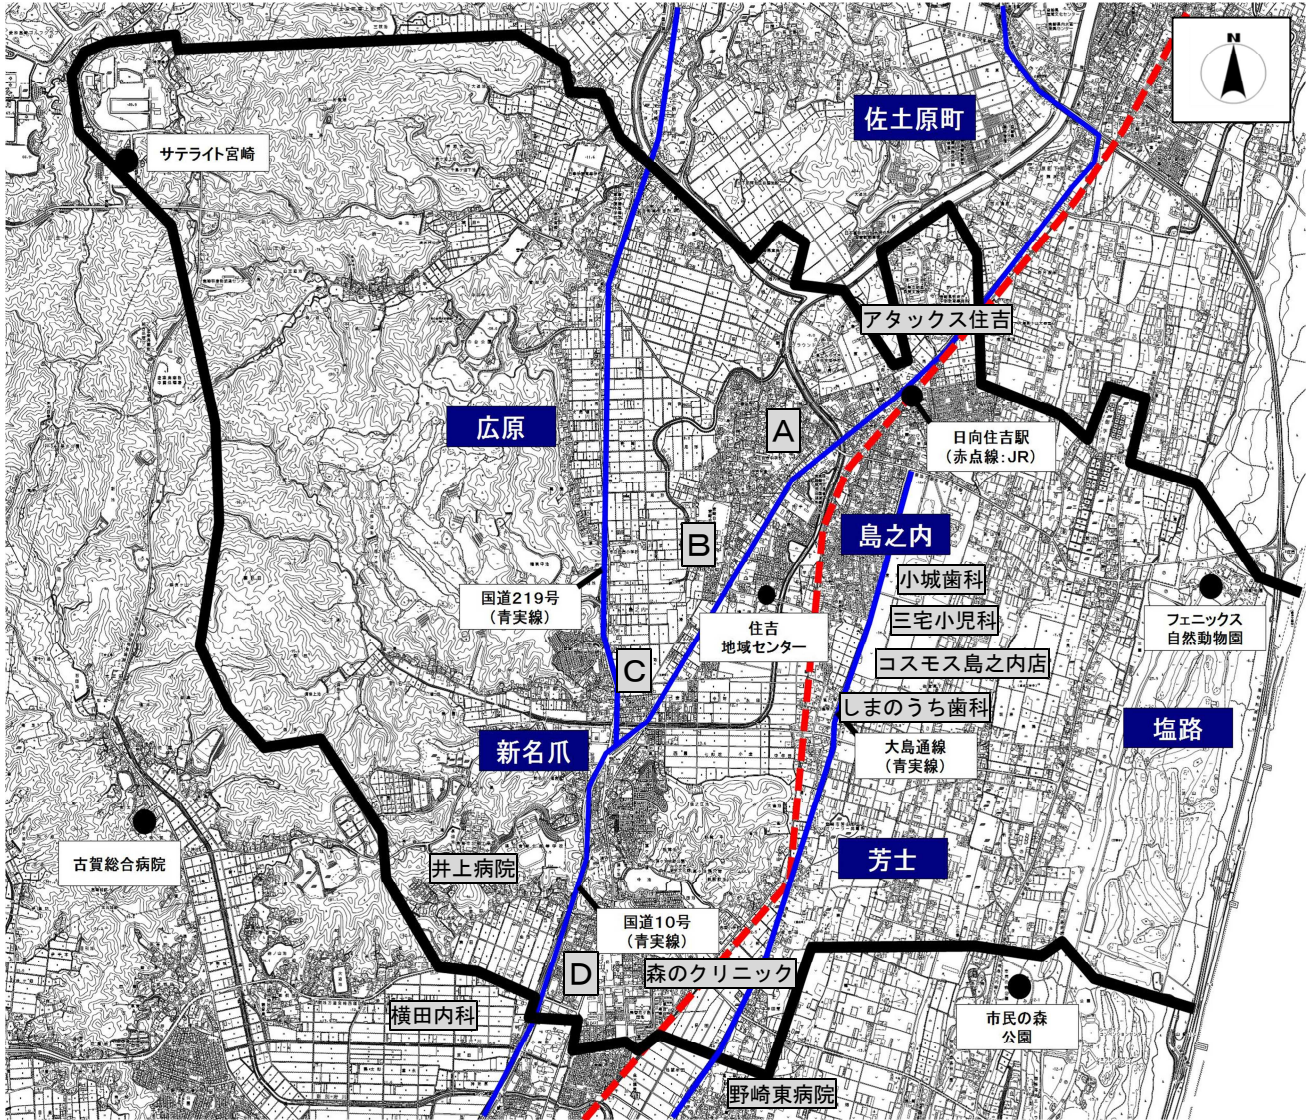 N
佐土原町
サテライト宮崎
アタックス住吉
広原
A
日向住吉駅
（赤点線：JR）
B
島之内
小城歯科
国道219号
（青実線）
三宅小児科
フェニックス
自然動物園
住吉
地域センター
C
コスモス島之内店
しまのうち歯科
塩路
新名爪
大島通線
（青実線）
古賀総合病院
井上病院
芳士
国道10号
（青実線）
D
森のクリニック
横田内科
市民の森
公園
野崎東病院